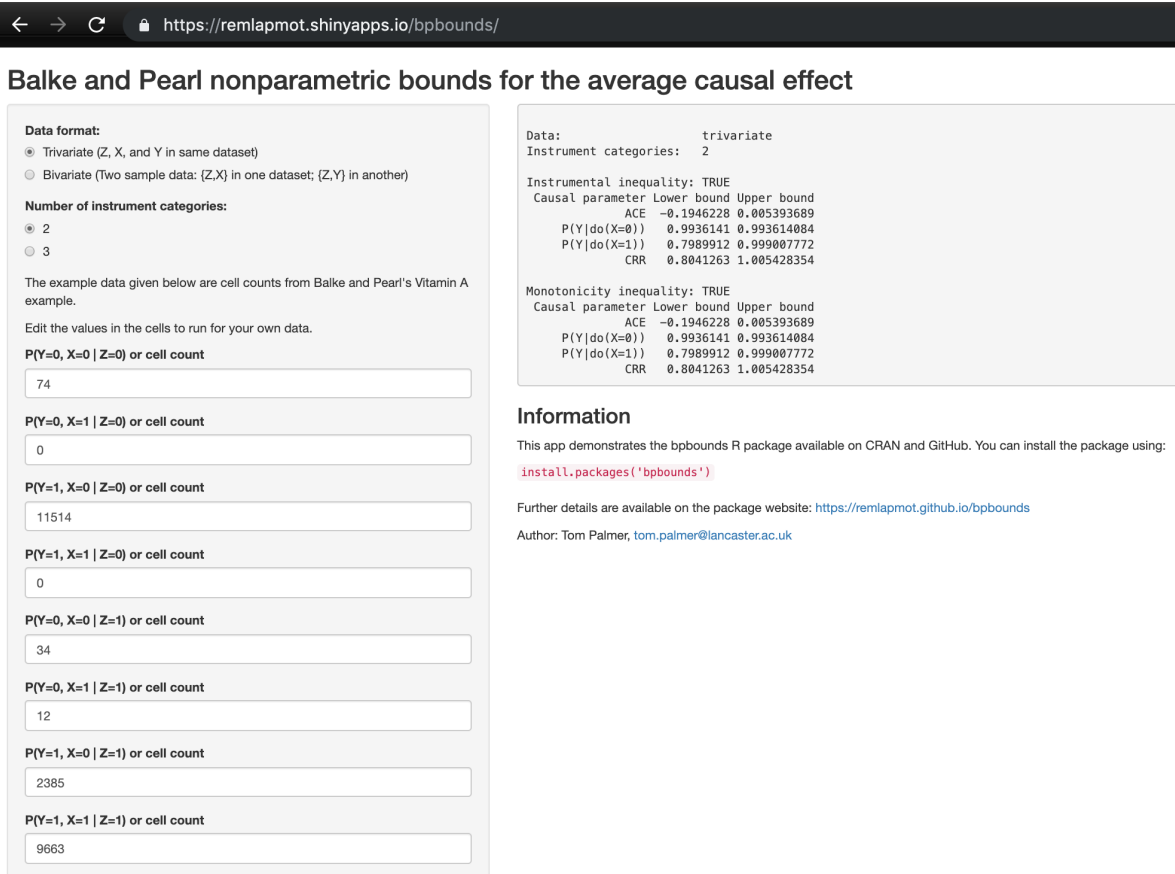 https://remlapmot.shinyapps.io/bpbounds/
Balke and Pearl nonparametric bounds for the average causal effect
Data format:
Trivariate (Z, X, and Y in same dataset)
Bivariate (Two sample data: {Z,X} in one dataset; {Z,Y} in another)
Number of instrument categories:
2
3
The example data given below are cell counts from Balke and Pearl's Vitamin A
example.
Edit the values in the cells to run for your own data.
P(Y=0, X=0 | Z=0) or cell count
74
P(Y=0, X=1 | Z=0) or cell count
0
P(Y=1, X=0 | Z=0) or cell count
11514
P(Y=1, X=1 | Z=0) or cell count
0
P(Y=0, X=0 | Z=1) or cell count
34
P(Y=0, X=1 | Z=1) or cell count
12
P(Y=1, X=0 | Z=1) or cell count
2385
P(Y=1, X=1 | Z=1) or cell count
9663
Data: trivariate
Instrument categories: 2
Instrumental inequality: TRUE
Causal parameter Lower bound Upper bound
ACE -0.1946228 0.005393689
P(Y|do(X=0)) 0.9936141 0.993614084
P(Y|do(X=1)) 0.7989912 0.999007772
CRR 0.8041263 1.005428354
Monotonicity inequality: TRUE
Causal parameter Lower bound Upper bound
ACE -0.1946228 0.005393689
P(Y|do(X=0)) 0.9936141 0.993614084
P(Y|do(X=1)) 0.7989912 0.999007772
CRR 0.8041263 1.005428354
Information
This app demonstrates the bpbounds R package available on CRAN and GitHub. You can install the package using:
install.packages('bpbounds')
Further details are available on the package website: https://remlapmot.github.io/bpbounds
Author: Tom Palmer, tom.palmer@lancaster.ac.uk